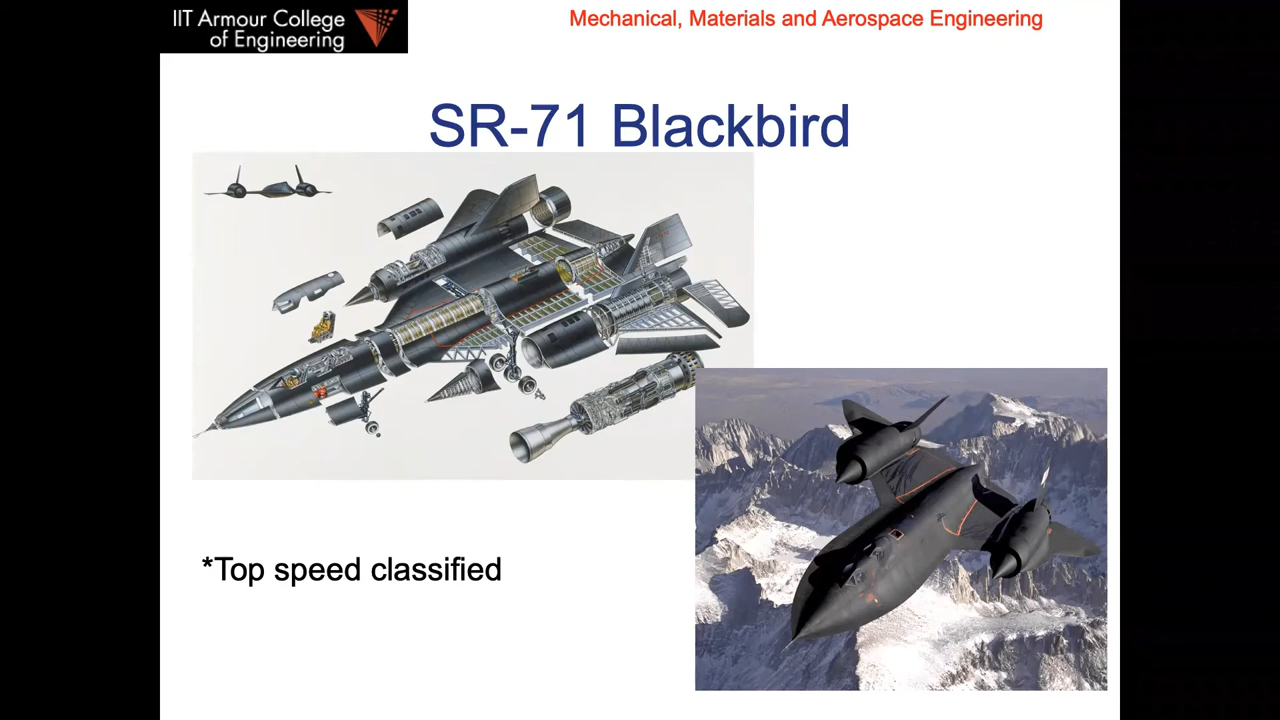 IIT Armour College
of Engineering
Mechanical, Materials and Aerospace Engineering
SR-71 Blackbird
*Top speed classified